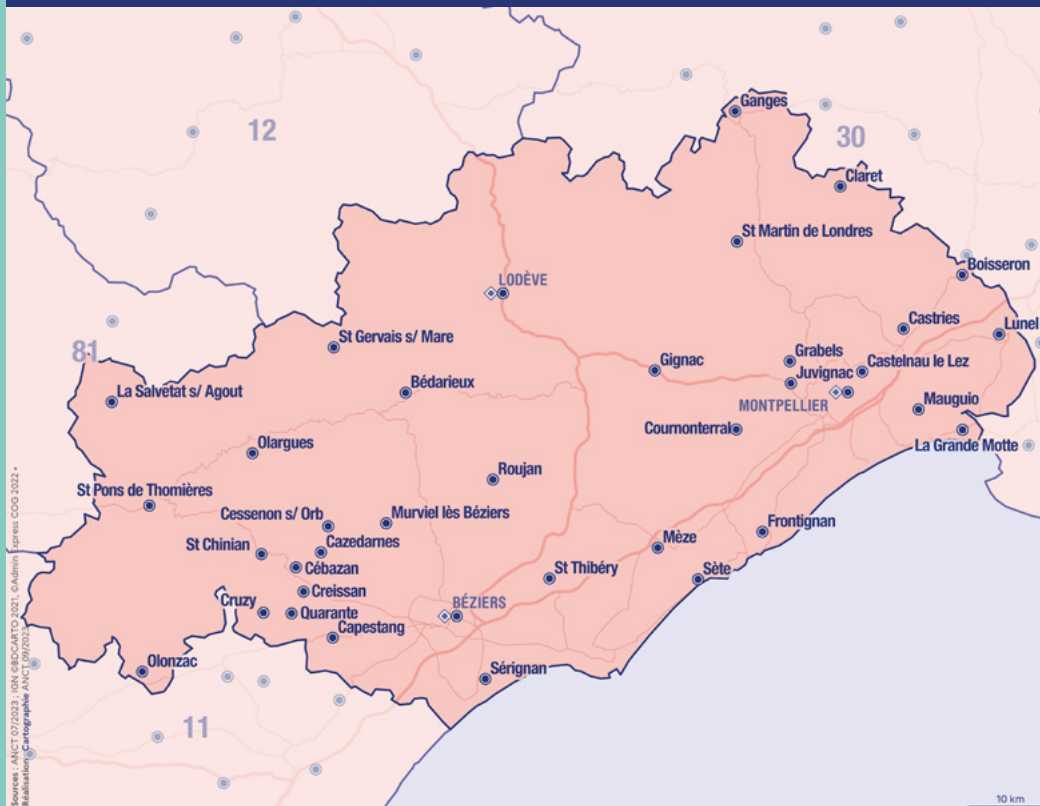 12
30
81
11
Ganges
Claret
St Martin de Londres
Boisseron
LODÈVE
Castries
Lunel
St Gervais s/ Mare
Grabels
Gignac
Castelnau le Lez
Juvignac
La Salvetat s/ Agout
Bédarieux
MONTPELLIER
Mauguio
Cournonterral
La Grande Motte
Olargues
Roujan
St Pons de Thomières
Cessenon s/ Orb
Murviel lès Béziers
Frontignan
St Chinian
Cazedarnes
Mèze
Cébazan
St Thibéry
Sète
Creissan
Cruzy
Quarante
BÉZIERS
Capestang
Olonzac
Sérignan
10 km
Sources : ANCT 07/2023 ; IGN ©BDCARTO 2021, ©Admin Express COG 2022 •
Réalisation : Cartographie ANCT 09/2023